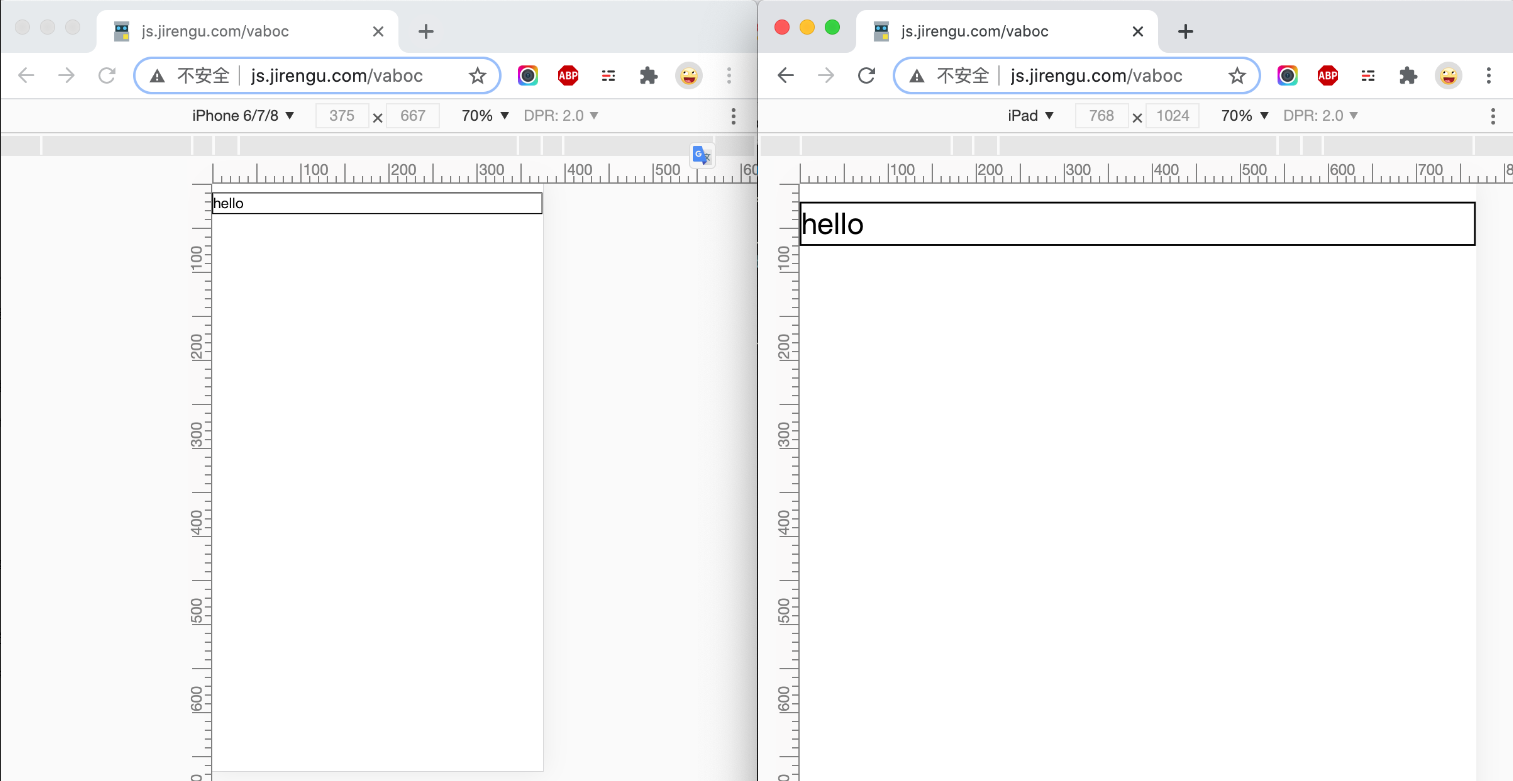 js.jirengu.com/vaboc
不安全 js.jirengu.com/vaboc ABP
iPhone 6/7/8 375 × 667 70% DPR: 2.0
100 200 300 400 500 600
hello
100
200
300
400
500
600
js.jirengu.com/vaboc
不安全 js.jirengu.com/vaboc ABP
iPad 768 × 1024 70% DPR: 2.0
100 200 300 400 500 600 700 8
hello
100
200
300
400
500
600